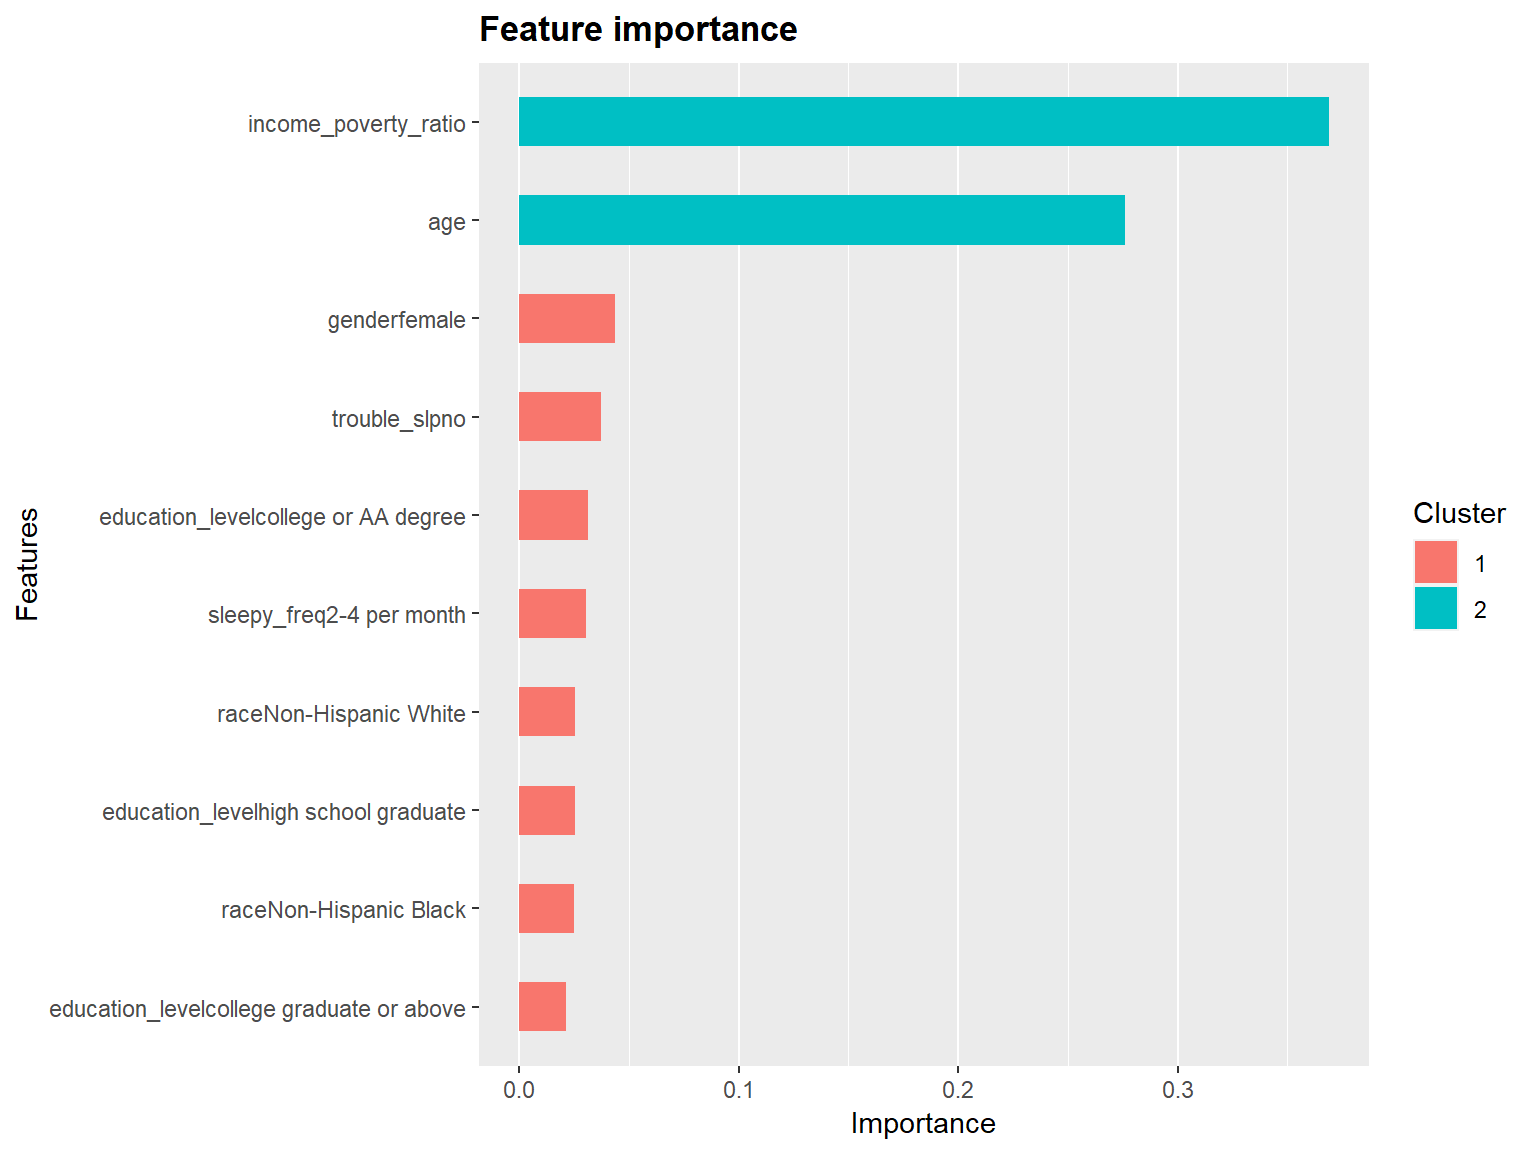 Feature importance
income_poverty_ratio
age
genderfemale
trouble_slpno
education_levelcollege or AA degree
sleepy_freq2-4 per month
raceNon-Hispanic White
education_levelhigh school graduate
raceNon-Hispanic Black
education_levelcollege graduate or above
Features
0.0
0.1
0.2
0.3
Importance
Cluster
1
2